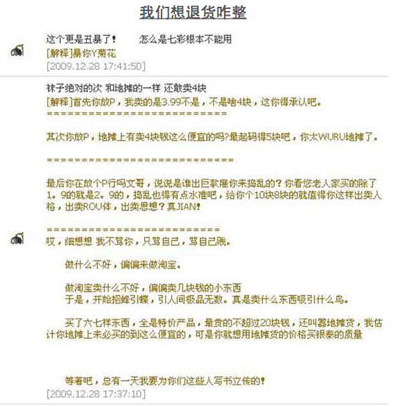 我们想退货咋整
这个更是丑暴了! 怎么是七彩根本不能用
[解释]暴你Y菊花
[2009.12.28 17:41:50]
袜子绝对的次 和地摊的一样 还敢卖4块
[解释]首先你放P,我卖的是3.99不是,不是啥4块,这你得承认吧。
===========================
其次你放P,地摊上有卖4块钱这么便宜的吗?最起码得5块吧,你太WURU地摊了。
===========================
最后你在放个P行吗文哥,说说是谁出巨款雇你来捣乱的?你看您老人家买的除了
1。9的就是2。9的,捣乱也得有点水准吧,给你个10块8块的就值得你这样出卖人
格,出卖ROU体,出卖思想?真JIAN!
===========================
哎,细想想 我不骂你,只骂自己,骂自己贱。
做什么不好,偏偏来做淘宝。
做淘宝卖什么不好,偏偏卖几块钱的小东西
于是,开始招蜂引蝶,引人间极品无数。真是卖什么东西吸引什么鸟。
买了六七样东西,全是特价产品,最贵的不超过20块钱,还叫嚣地摊货,我估
计你地摊上未必买的到这么便宜的,可是你就想用地摊货的价格买银泰的质量
等着吧,总有一天我要为你们这些人写书立传的!
[2009.12.28 17:37:10]